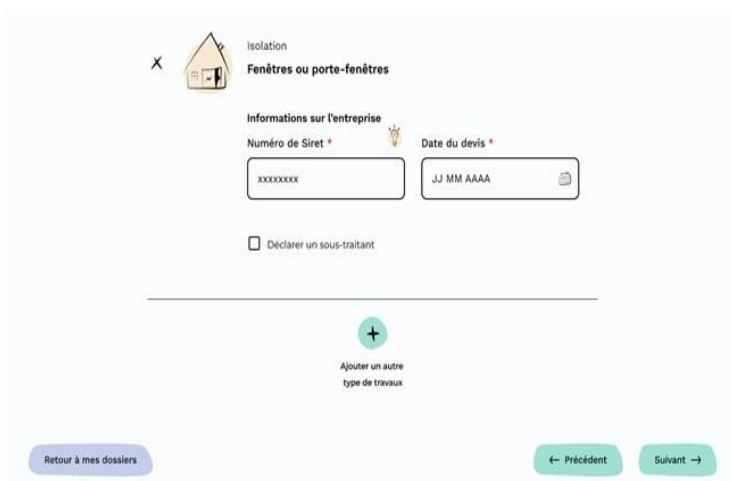 Isolation
Fenêtres ou porte-fenêtres
Informations sur l'entreprise
Numéro de Siret *
Date du devis *
xxxxxxxx
JJ MM AAAA
Déclarer un sous-traitant
Ajouter un autre
type de travaux
Retour à mes dossiers
← Précédent
Suivant →